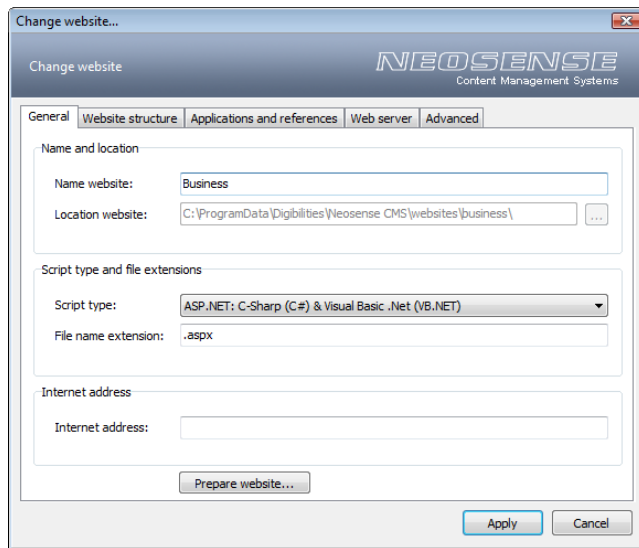 Change website...
Change website
NEOSENSE
Content Management Systems
General Website structure Applications and references Web server Advanced
Name and location
Name website: Business
Location website: C:\ProgramData\Digibilities\Neosense CMS\websites\business\ ...
Script type and file extensions
Script type: ASP.NET: C-Sharp (C#) & Visual Basic .Net (VB.NET)
File name extension: .aspx
Internet address
Internet address:
Prepare website...
Apply Cancel